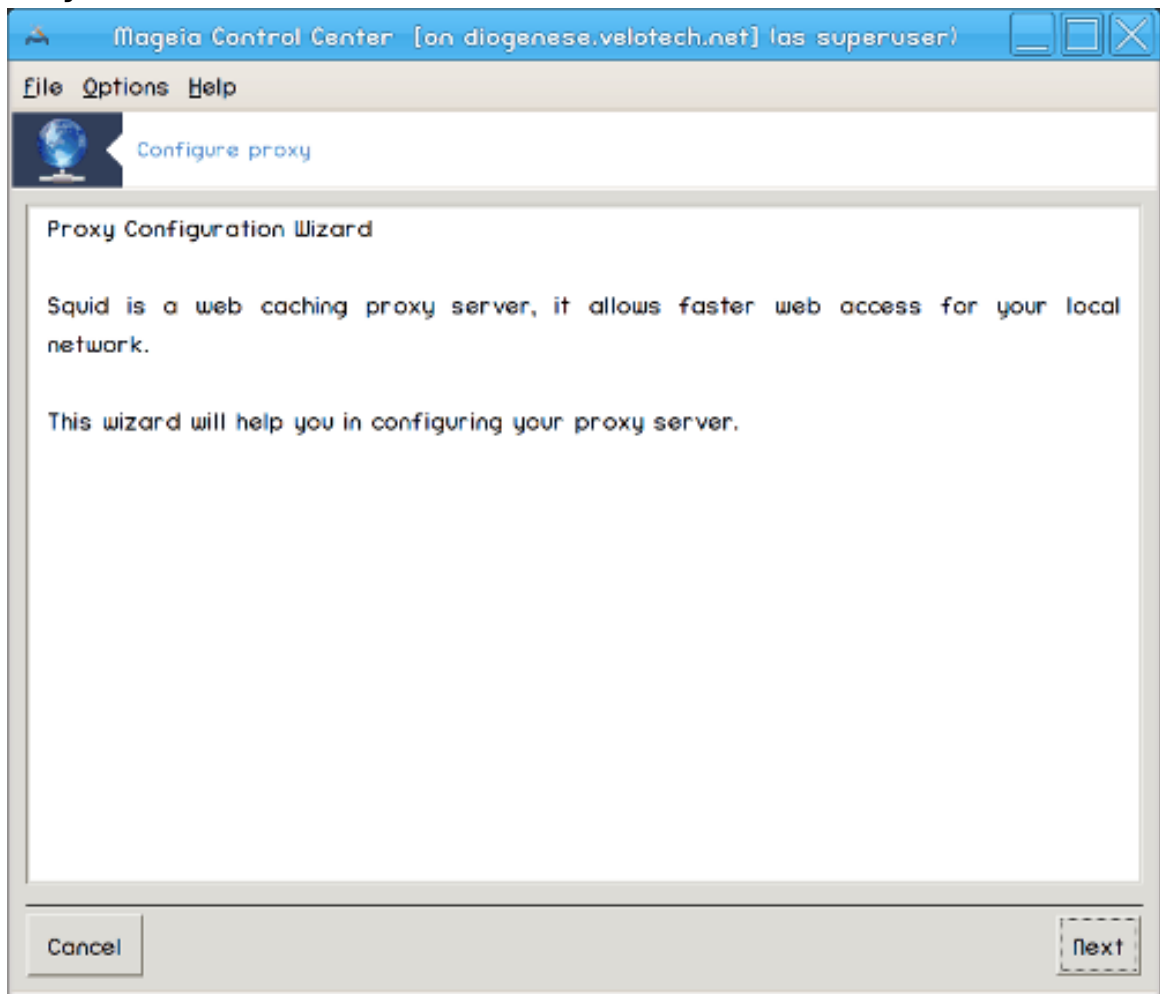 Mageia Control Center [on diogenese.velotech.net] (as superuser)
File Options Help
Configure proxy
Proxy Configuration Wizard
Squid is a web caching proxy server, it allows faster web access for your local
network.
This wizard will help you in configuring your proxy server.
Cancel
Next